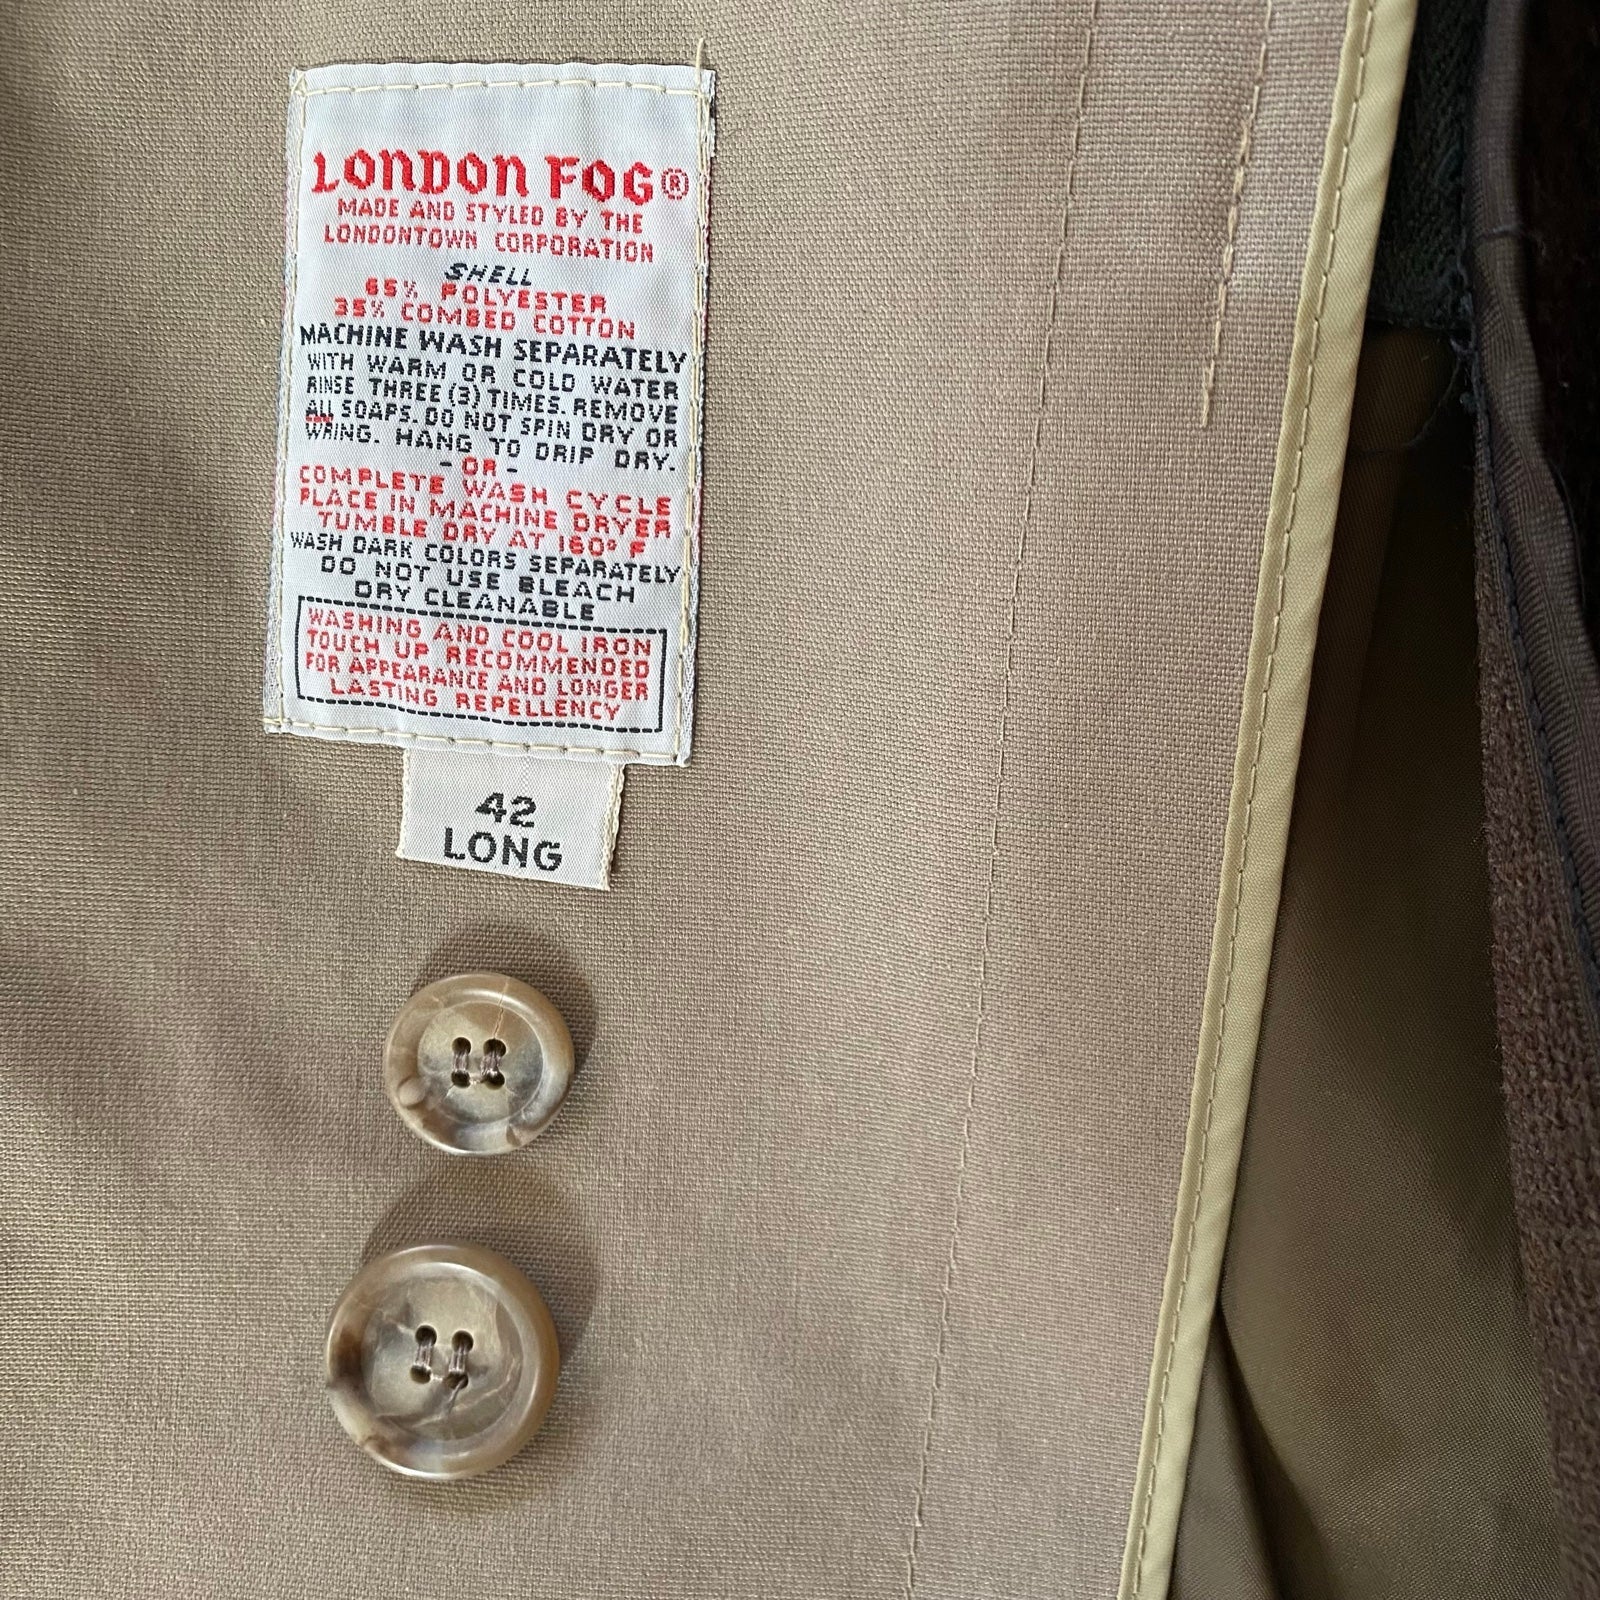 LONDON FOG®
MADE AND STYLED BY THE
LONDONTOWN CORPORATION
SHELL
65% POLYESTER
35% COMBED COTTON
MACHINE WASH SEPARATELY
WITH WARM OR COLD WATER
RINSE THREE (3) TIMES. REMOVE
ALL SOAPS. DO NOT SPIN DRY OR
WRING. HANG TO DRIP DRY.
- OR -
COMPLETE WASH CYCLE
PLACE IN MACHINE DRYER
TUMBLE DRY AT 160° F
WASH DARK COLORS SEPARATELY
DO NOT USE BLEACH
DRY CLEANABLE
WASHING AND COOL IRON
TOUCH UP RECOMMENDED
FOR APPEARANCE AND LONGER
LASTING REPELLENCY
42
LONG